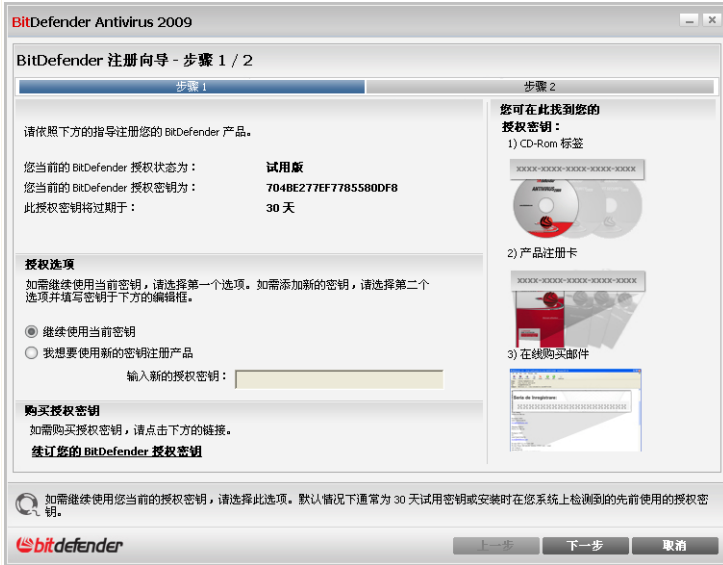 BitDefender Antivirus 2009
BitDefender 注册向导 - 步骤 1 / 2
步骤 1
步骤 2
请依照下方的指导注册您的 BitDefender 产品。
您当前的 BitDefender 授权状态为：
试用版
您当前的 BitDefender 授权密钥为：
704BE277EF7785580DF8
此授权密钥将过期于：
30 天
授权选项
如需继续使用当前密钥，请选择第一个选项。如需添加新的密钥，请选择第二个
选项并填写密钥于下方的编辑框。
继续使用当前密钥
我想要使用新的密钥注册产品
输入新的授权密钥：
购买授权密钥
如需购买授权密钥，请点击下方的链接。
续订您的 BitDefender 授权密钥
您可在此找到您的
授权密钥：
1) CD-Rom 标签
XXXX-XXXX-XXXX-XXXX-XXXX
ANTIVIRUS
2) 产品注册卡
XXXX-XXXX-XXXX-XXXX-XXXX
3) 在线购买邮件
如需继续使用您当前的授权密钥，请选择此选项。默认情况下通常为 30 天试用密钥或安装时在您系统上检测到的先前使用的授权密
钥。
bitdefender
上一步
下一步
取消